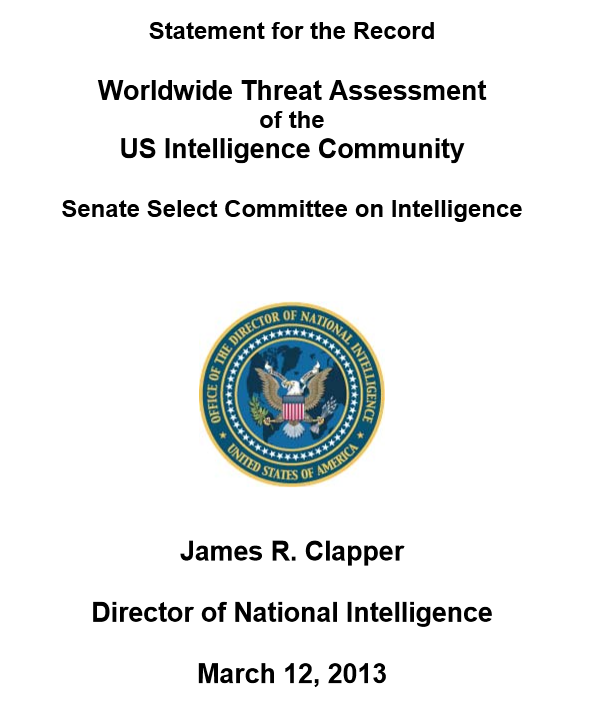 Statement for the Record
Worldwide Threat Assessment
of the
US Intelligence Community
Senate Select Committee on Intelligence
OFFICE OF THE DIRECTOR OF NATIONAL INTELLIGENCE
UNITED STATES OF AMERICA
James R. Clapper
Director of National Intelligence
March 12, 2013